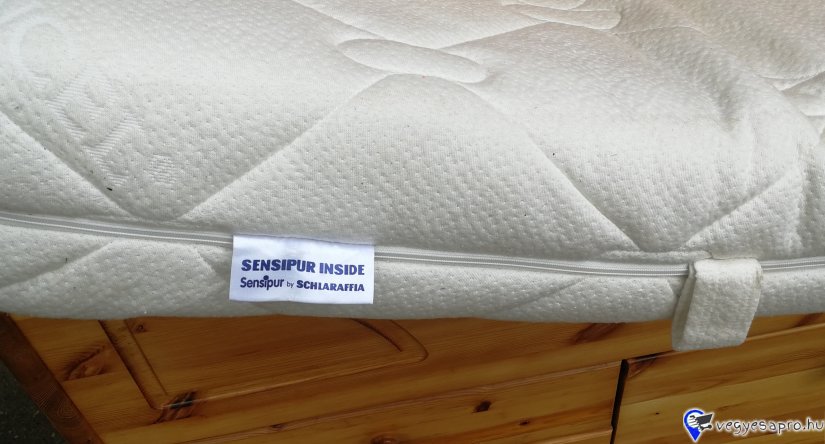 SENSIPUR INSIDE
Sensipur by SCHLARAFFIA
vegyesapro.hu